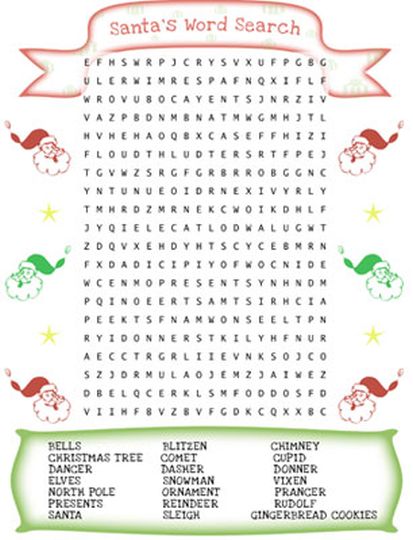 Santa's Word Search
E F H S W R P J C R Y S V X U F P G B G
U L E R W I M R E S P A F N Q X I F L F
W R O V U B O C A Y E N T S J N R Z I V
V A Z P B D N M B N A T M W G M H J T L
H V H E H A O Q B X C A S E F F H I Z I
F L O U D T H L U D T E R S R T F P E J
T G V W Z S R G F G R B R R O B G G N C
Y N T U N U E O I D R N E X I V Y R L Y
T M H R D Z M R N E K C W O I K D H L F
J Y Q I E L E C A T L O D W A L U G W T
Z D Q V X E H D Y H T S C Y C E B M R N
F X D A D I C I P I Y O F W O C N I D E
W C E N M O P R E S E N T S Y N H N D M
P Q I N O E E R T S A M T S I R H C I A
P E E K T S F N A M W O N S E E L T P N
R Y I D O N N E R S T K I L Y H F N U R
A E C C T R G R L I I E V N K S O J C O
S Z J D R M U L A O J E M Z J A I W E Z
D B E L Q C E R K L S M F O D D O S F D
V I I H F B V Z B V F G D K C Q X X B C
BELLS BLITZEN CHIMNEY
CHRISTMAS TREE COMET CUPID
DANCER DASHER DONNER
ELVES SNOWMAN VIXEN
NORTH POLE ORNAMENT PRANCER
PRESENTS REINDEER RUDOLF
SANTA SLEIGH GINGERBREAD COOKIES